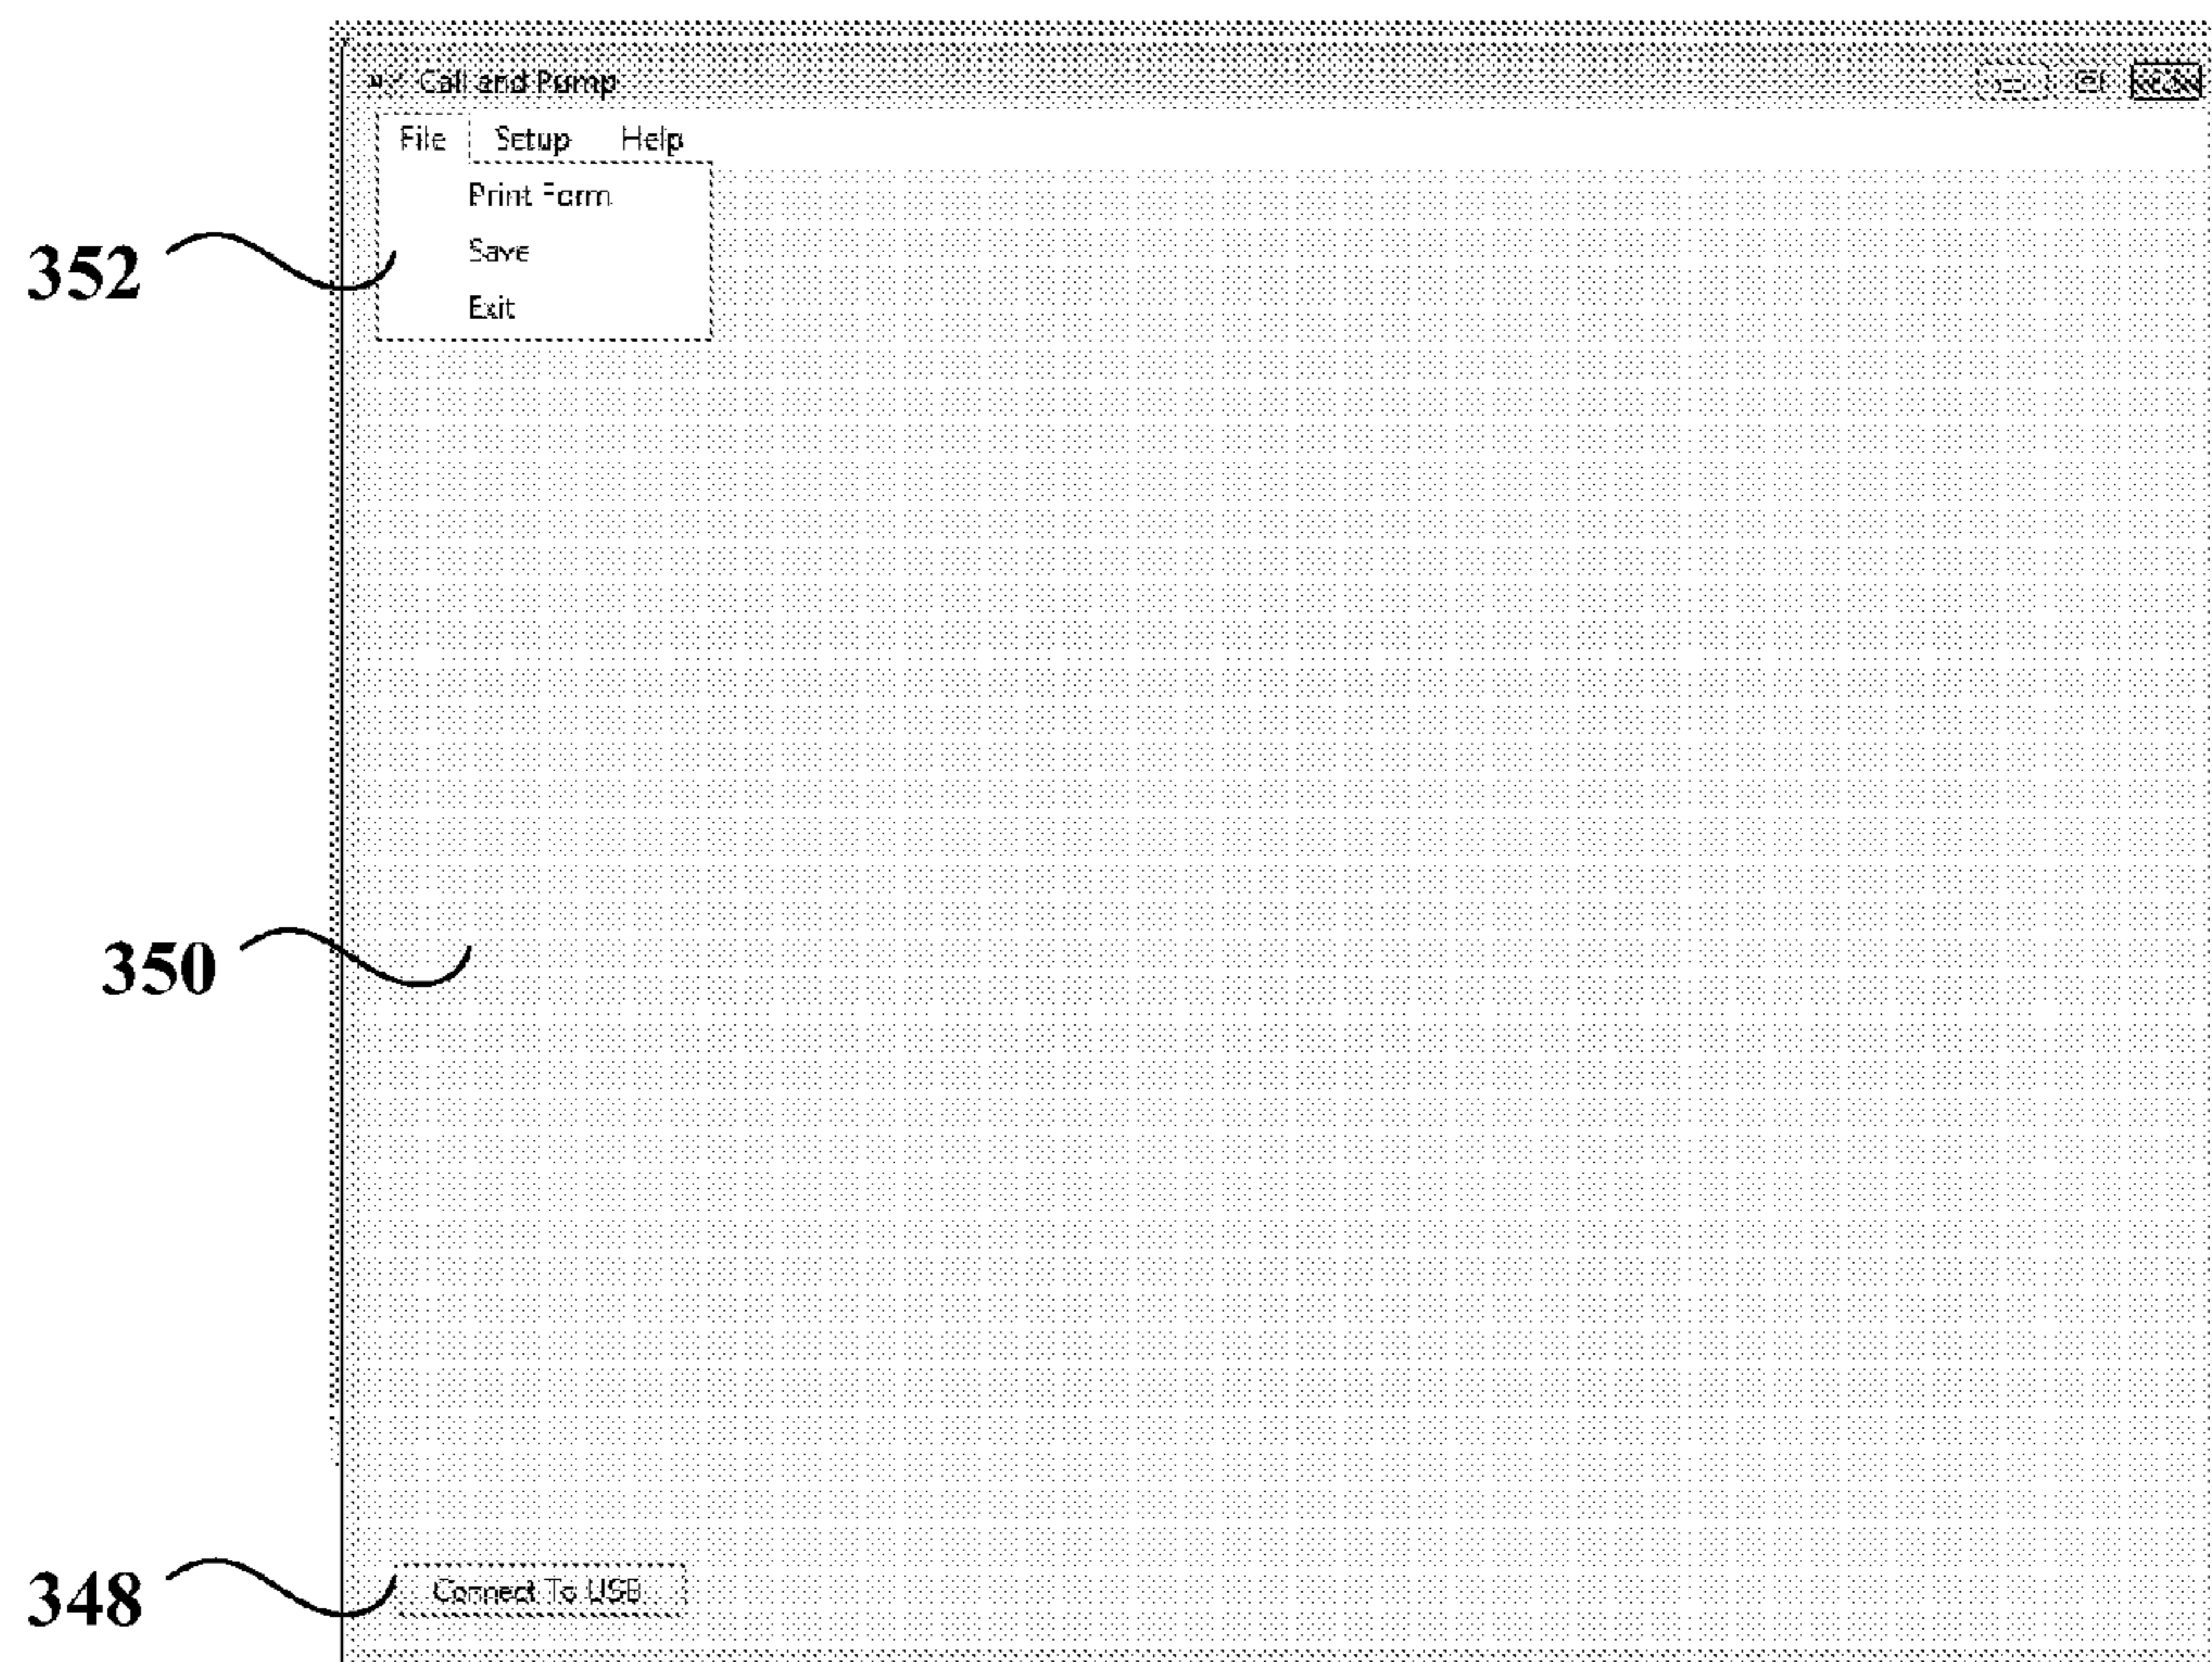 Call and Pump
File Setup Help
Print Form
352
Save
Exit
350
348
Connect To USB